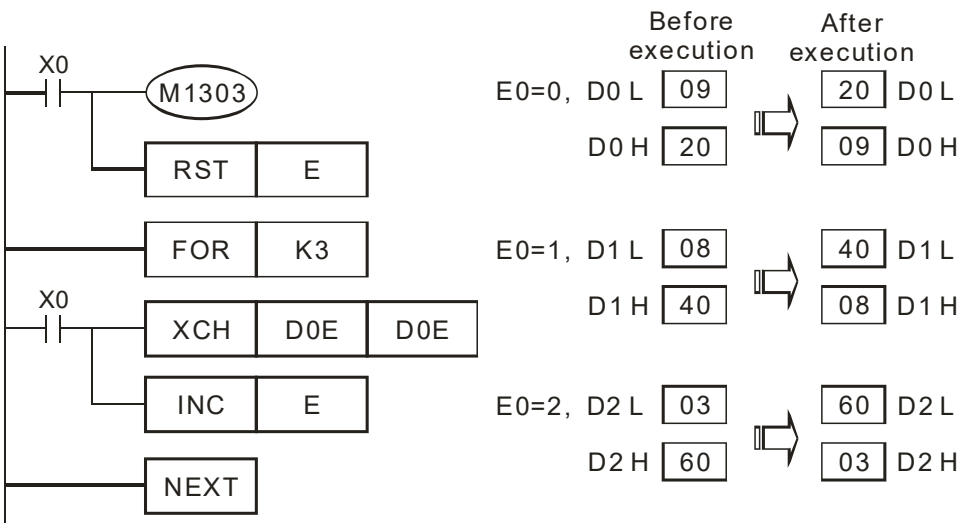 X0
M1303
RST E
FOR K3
X0
XCH D0E D0E
INC E
NEXT
Before execution
After execution
E0=0, D0 L 09 20 D0 L
D0 H 20 09 D0 H
E0=1, D1 L 08 40 D1 L
D1 H 40 08 D1 H
E0=2, D2 L 03 60 D2 L
D2 H 60 03 D2 H